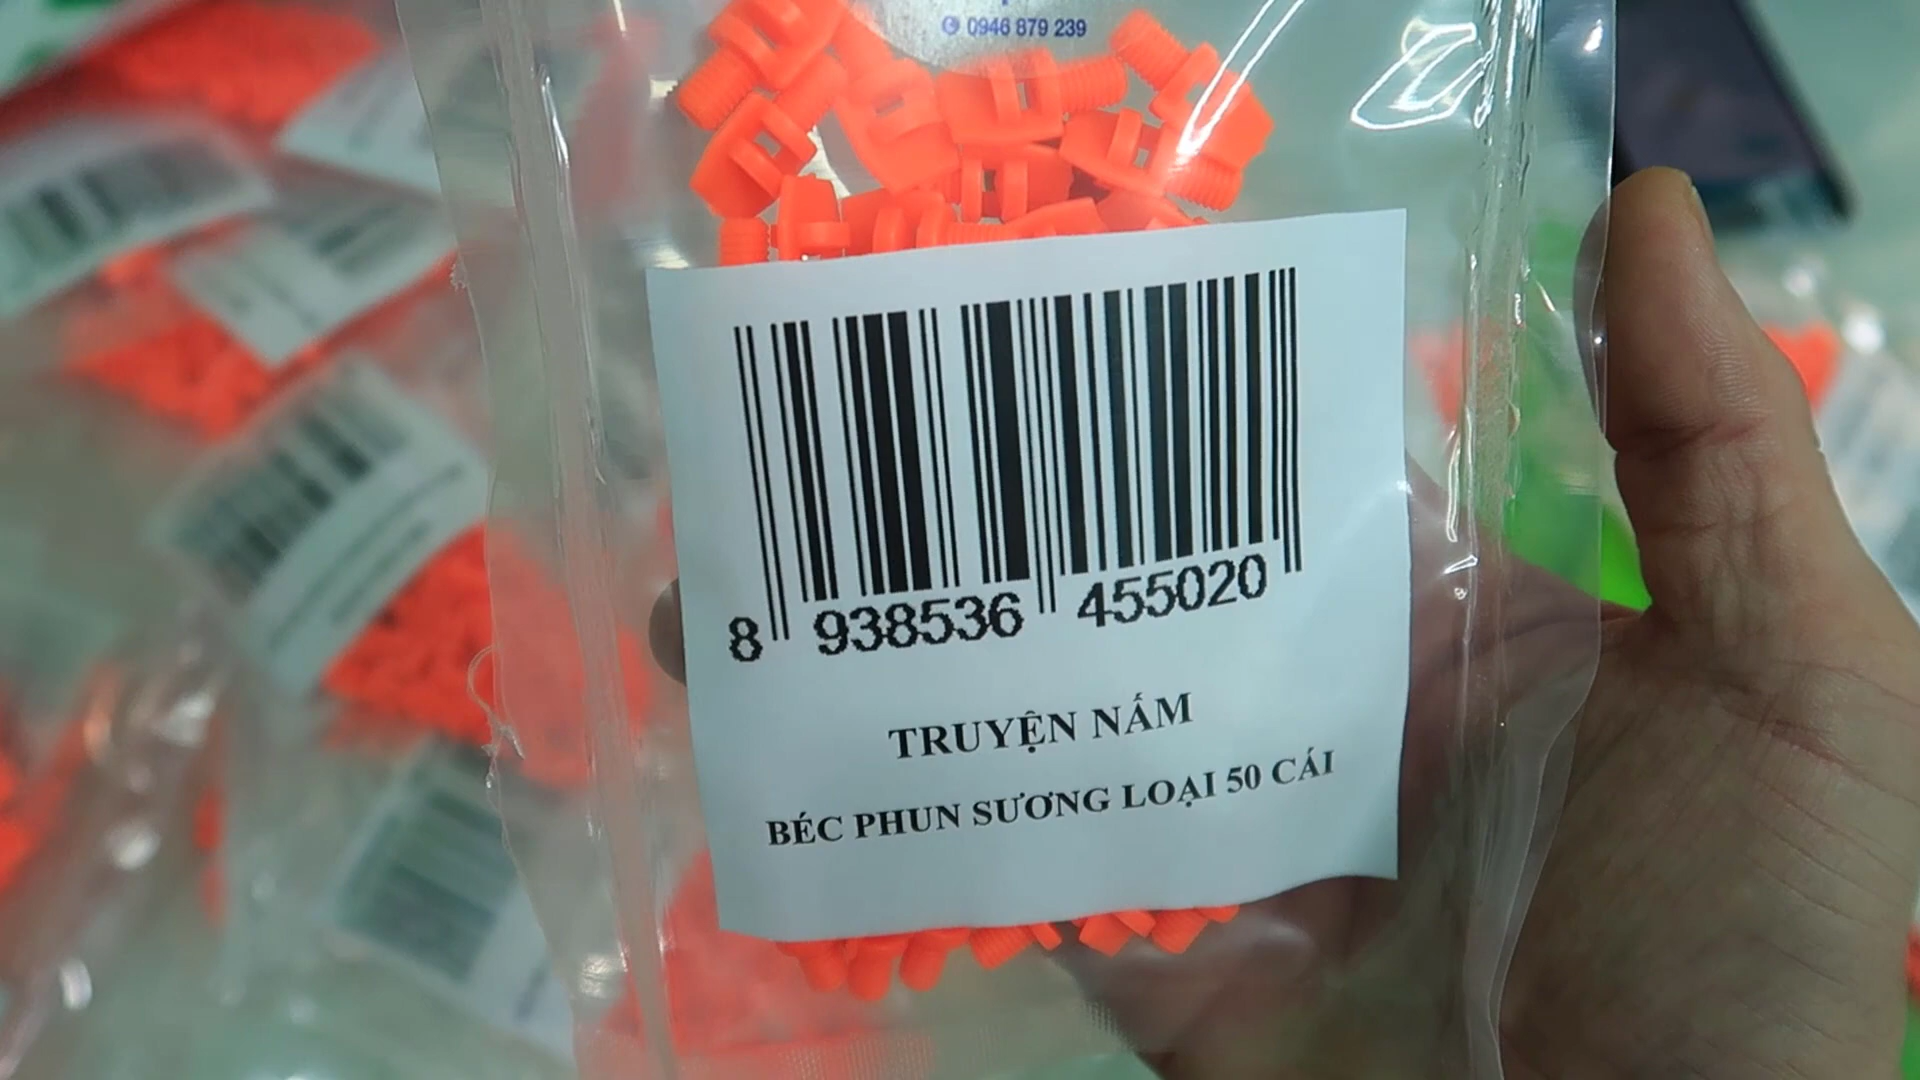 0946 879 239
8 938536 455020
TRUYỆN NẤM
BÉC PHUN SƯƠNG LOẠI 50 CÁI